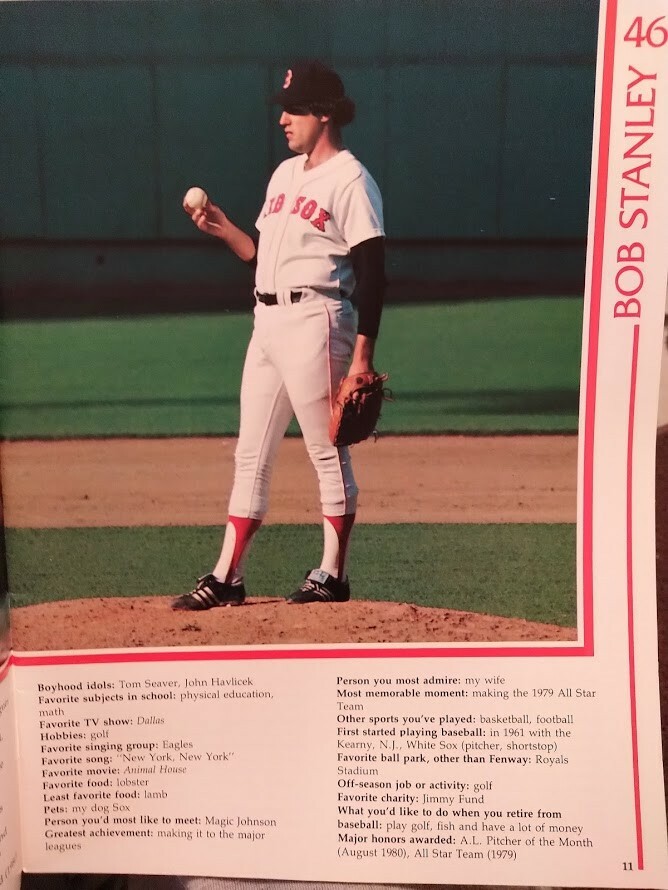 46
BOB STANLEY
B
RED SOX
Boyhood idols: Tom Seaver, John Havlicek
Favorite subjects in school: physical education,
math
Favorite TV show: Dallas
Hobbies: golf
Favorite singing group: Eagles
Favorite song: "New York, New York"
Favorite movie: Animal House
Favorite food: lobster
Least favorite food: lamb
Pets: my dog Sox
Person you'd most like to meet: Magic Johnson
Greatest achievement: making it to the major
leagues
Person you most admire: my wife
Most memorable moment: making the 1979 All Star
Team
Other sports you've played: basketball, football
First started playing baseball: in 1961 with the
Kearny, N.J., White Sox (pitcher, shortstop)
Favorite ball park, other than Fenway: Royals
Stadium
Off-season job or activity: golf
Favorite charity: Jimmy Fund
What you'd like to do when you retire from
baseball: play golf, fish and have a lot of money
Major honors awarded: A.L. Pitcher of the Month
(August 1980), All Star Team (1979)
11